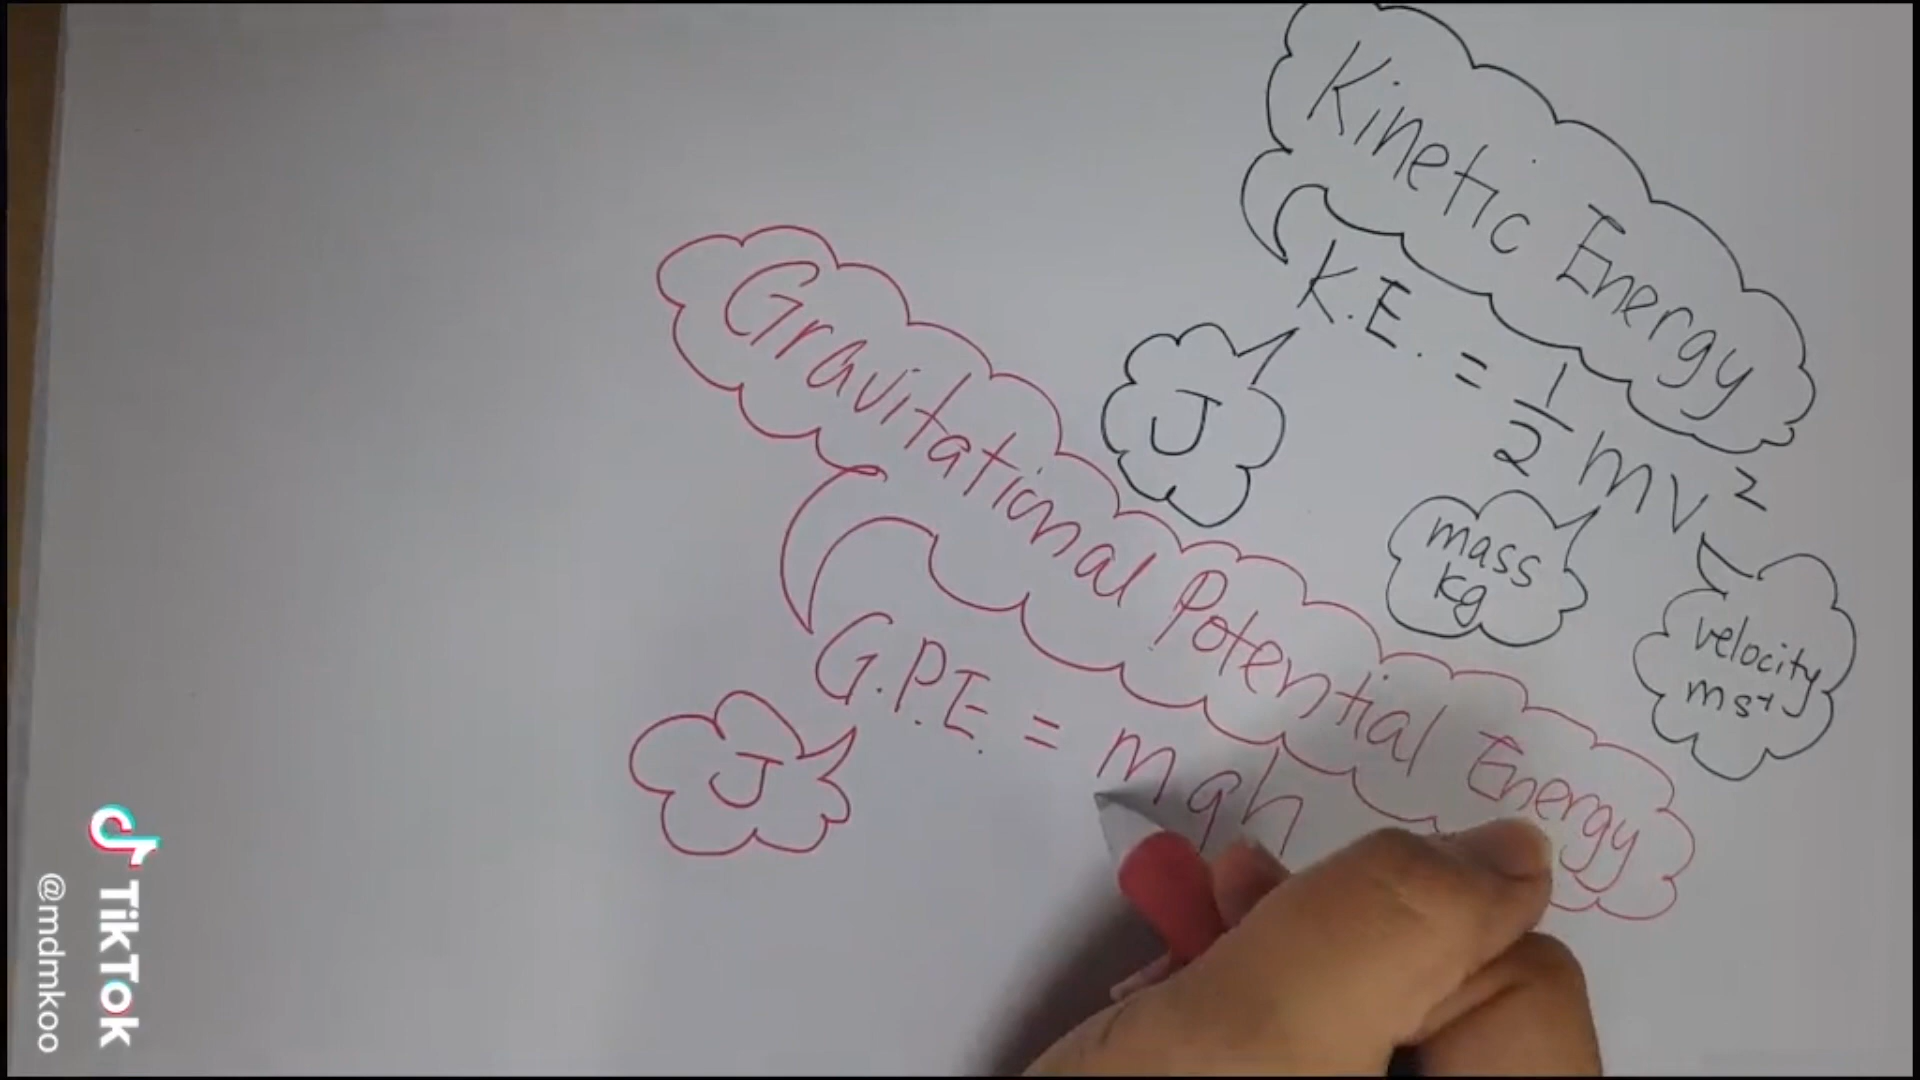 Kinetic Energy
K.E. = 1/2 mv²
J
mass
kg
velocity
ms⁻¹
Gravitational Potential Energy
G.P.E. = mgh
J
TikTok
@mdmkoo